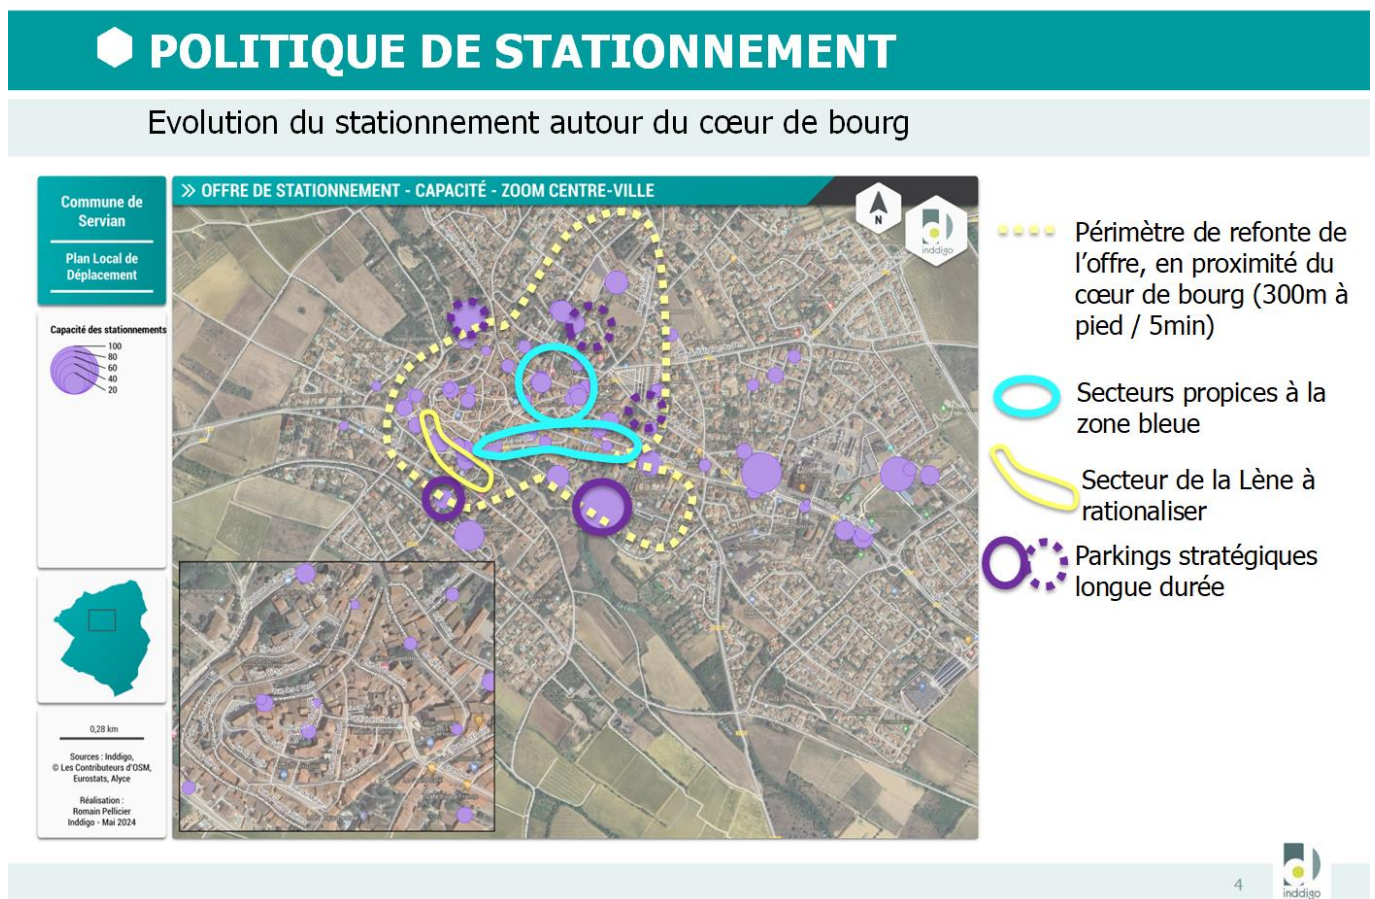 POLITIQUE DE STATIONNEMENT
Evolution du stationnement autour du cœur de bourg
Commune de
Servian
Plan Local de
Déplacement
Capacité des stationnements
100
80
60
40
20
0,28 km
Sources : Inddigo,
© Les Contributeurs d'OSM,
Eurostats, Alyce
Réalisation :
Romain Pellicier
Inddigo - Mai 2024
>> OFFRE DE STATIONNEMENT - CAPACITÉ - ZOOM CENTRE-VILLE
N
inddigo
Périmètre de refonte de
l'offre, en proximité du
cœur de bourg (300m à
pied / 5min)
Secteurs propices à la
zone bleue
Secteur de la Lène à
rationaliser
Parkings stratégiques
longue durée
4
inddigo